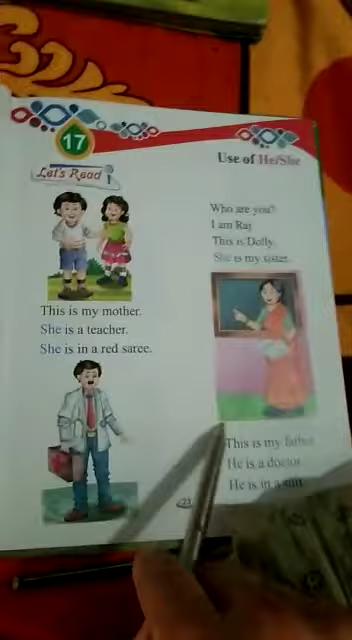 17
Use of He/She
Let's Read
Who are you?
I am Raj
This is Dolly.
She is my sister.
This is my mother.
She is a teacher.
She is in a red saree.
This is my father
He is a doctor
He is in a suit
23